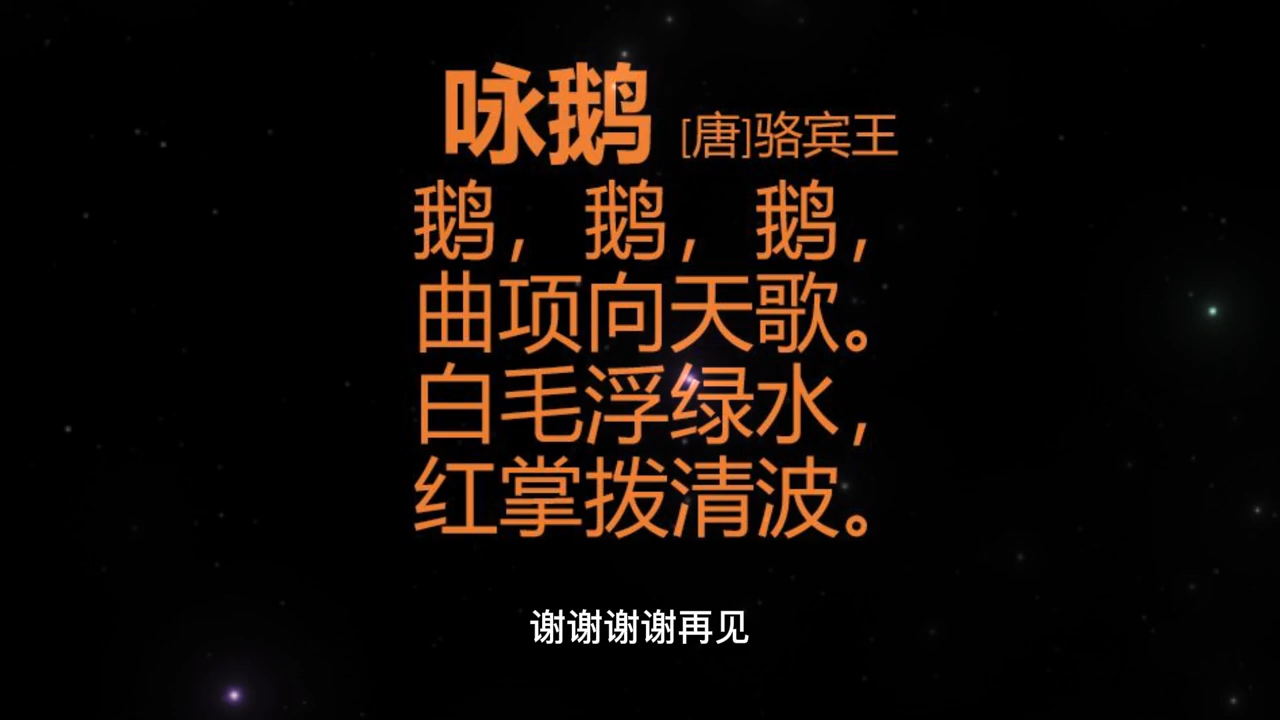 咏鹅 [唐]骆宾王
鹅，鹅，鹅，
曲项向天歌。
白毛浮绿水，
红掌拨清波。
谢谢谢谢再见